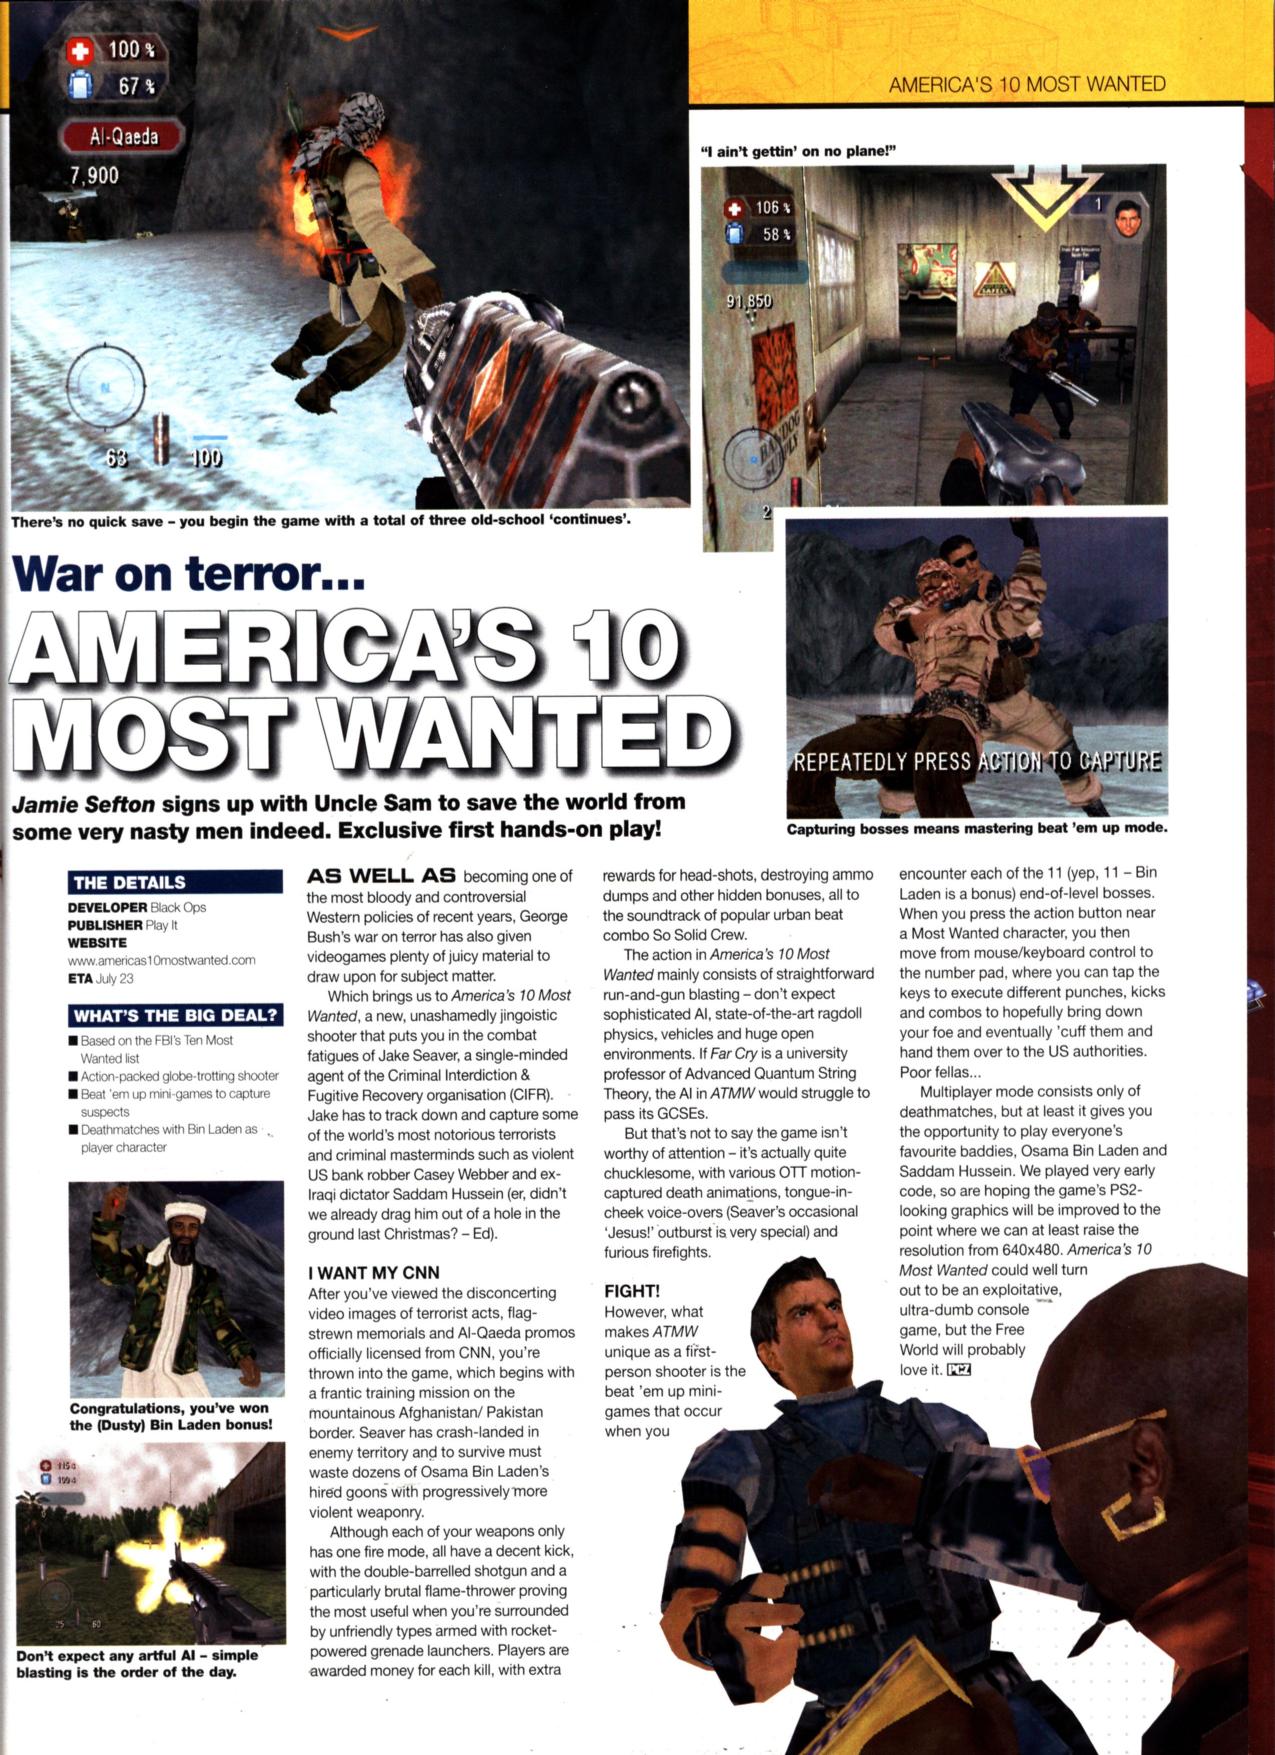 AMERICA'S 10 MOST WANTED
100 %
67 %
Al-Qaeda
7,900
63
100
There's no quick save – you begin the game with a total of three old-school 'continues'.
"I ain't gettin' on no plane!"
106 %
58 %
1
91,850
2
REPEATEDLY PRESS ACTION TO CAPTURE
Capturing bosses means mastering beat 'em up mode.
War on terror...
AMERICA'S 10
MOST WANTED
Jamie Sefton signs up with Uncle Sam to save the world from
some very nasty men indeed. Exclusive first hands-on play!
THE DETAILS
DEVELOPER Black Ops
PUBLISHER Play It
WEBSITE
www.americas10mostwanted.com
ETA July 23
WHAT'S THE BIG DEAL?
■ Based on the FBI's Ten Most
Wanted list
■ Action-packed globe-trotting shooter
■ Beat 'em up mini-games to capture
suspects
■ Deathmatches with Bin Laden as
player character
Congratulations, you've won
the (Dusty) Bin Laden bonus!
25
60
Don't expect any artful AI – simple
blasting is the order of the day.
AS WELL AS becoming one of
the most bloody and controversial
Western policies of recent years, George
Bush's war on terror has also given
videogames plenty of juicy material to
draw upon for subject matter.
Which brings us to America's 10 Most
Wanted, a new, unashamedly jingoistic
shooter that puts you in the combat
fatigues of Jake Seaver, a single-minded
agent of the Criminal Interdiction &
Fugitive Recovery organisation (CIFR).
Jake has to track down and capture some
of the world's most notorious terrorists
and criminal masterminds such as violent
US bank robber Casey Webber and ex-
Iraqi dictator Saddam Hussein (er, didn't
we already drag him out of a hole in the
ground last Christmas? – Ed).
I WANT MY CNN
After you've viewed the disconcerting
video images of terrorist acts, flag-
strewn memorials and Al-Qaeda promos
officially licensed from CNN, you're
thrown into the game, which begins with
a frantic training mission on the
mountainous Afghanistan/ Pakistan
border. Seaver has crash-landed in
enemy territory and to survive must
waste dozens of Osama Bin Laden's
hired goons with progressively more
violent weaponry.
Although each of your weapons only
has one fire mode, all have a decent kick,
with the double-barrelled shotgun and a
particularly brutal flame-thrower proving
the most useful when you're surrounded
by unfriendly types armed with rocket-
powered grenade launchers. Players are
awarded money for each kill, with extra
rewards for head-shots, destroying ammo
dumps and other hidden bonuses, all to
the soundtrack of popular urban beat
combo So Solid Crew.
The action in America's 10 Most
Wanted mainly consists of straightforward
run-and-gun blasting – don't expect
sophisticated AI, state-of-the-art ragdoll
physics, vehicles and huge open
environments. If Far Cry is a university
professor of Advanced Quantum String
Theory, the AI in ATMW would struggle to
pass its GCSEs.
But that's not to say the game isn't
worthy of attention – it's actually quite
chucklesome, with various OTT motion-
captured death animations, tongue-in-
cheek voice-overs (Seaver's occasional
'Jesus!' outburst is very special) and
furious firefights.
FIGHT!
However, what
makes ATMW
unique as a first-
person shooter is the
beat 'em up mini-
games that occur
when you
encounter each of the 11 (yep, 11 – Bin
Laden is a bonus) end-of-level bosses.
When you press the action button near
a Most Wanted character, you then
move from mouse/keyboard control to
the number pad, where you can tap the
keys to execute different punches, kicks
and combos to hopefully bring down
your foe and eventually 'cuff them and
hand them over to the US authorities.
Poor fellas...
Multiplayer mode consists only of
deathmatches, but at least it gives you
the opportunity to play everyone's
favourite baddies, Osama Bin Laden and
Saddam Hussein. We played very early
code, so are hoping the game's PS2-
looking graphics will be improved to the
point where we can at least raise the
resolution from 640x480. America's 10
Most Wanted could well turn
out to be an exploitative,
ultra-dumb console
game, but the Free
World will probably
love it. PCZ